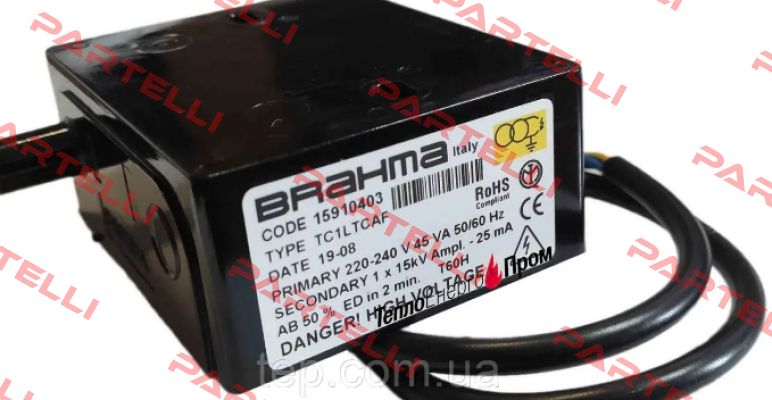 BRAHMA Italy
CODE 15910403
TYPE TC1LTCAF
DATE 19-08
PRIMARY 220-240 V 45 VA 50/60 Hz
SECONDARY 1 x 15kV Ampl. - 25 mA
AB 50 % ED in 2 min. T60H
DANGER! HIGH VOLTAGE
RoHS
Compliant
CE
ТеплоЭнергоПром
tep.com.ua
PARTELLI
PARTELLI
PARTELLI
PARTELLI
PARTELLI
PARTELLI